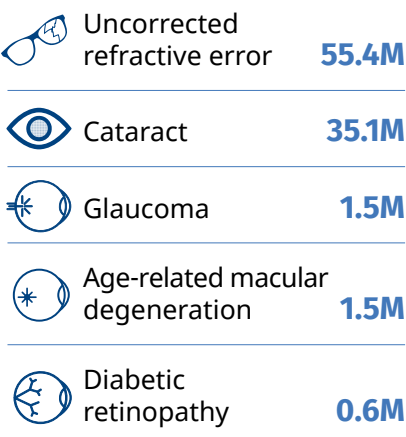 Uncorrected
refractive error 55.4M
Cataract 35.1M
Glaucoma 1.5M
Age-related macular
degeneration 1.5M
Diabetic
retinopathy 0.6M